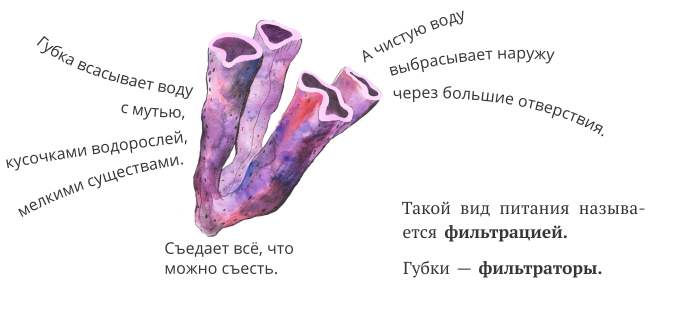 Губка всасывает воду
с мутью,
кусочками водорослей,
мелкими существами.
А чистую воду
выбрасывает наружу
через большие отверствия.
Съедает всё, что
можно съесть.
Такой вид питания называ-
ется фильтрацией.
Губки — фильтраторы.